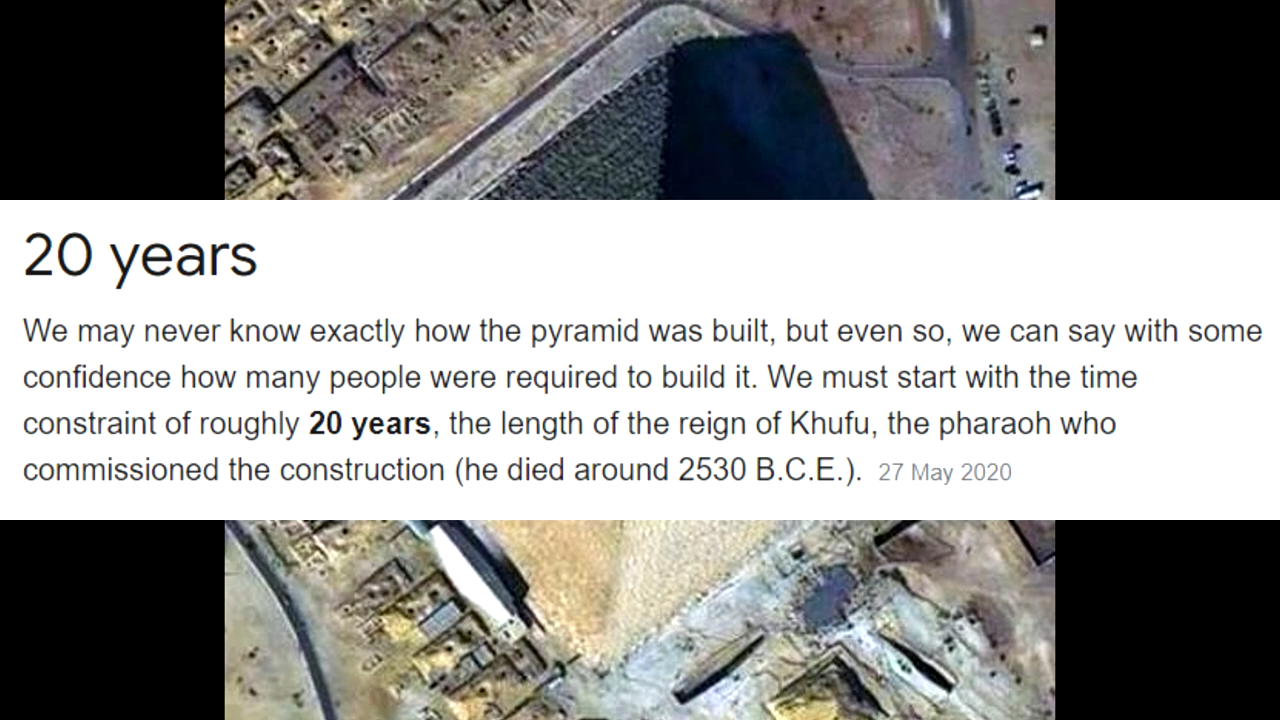 20 years
We may never know exactly how the pyramid was built, but even so, we can say with some
confidence how many people were required to build it. We must start with the time
constraint of roughly 20 years, the length of the reign of Khufu, the pharaoh who
commissioned the construction (he died around 2530 B.C.E.). 27 May 2020